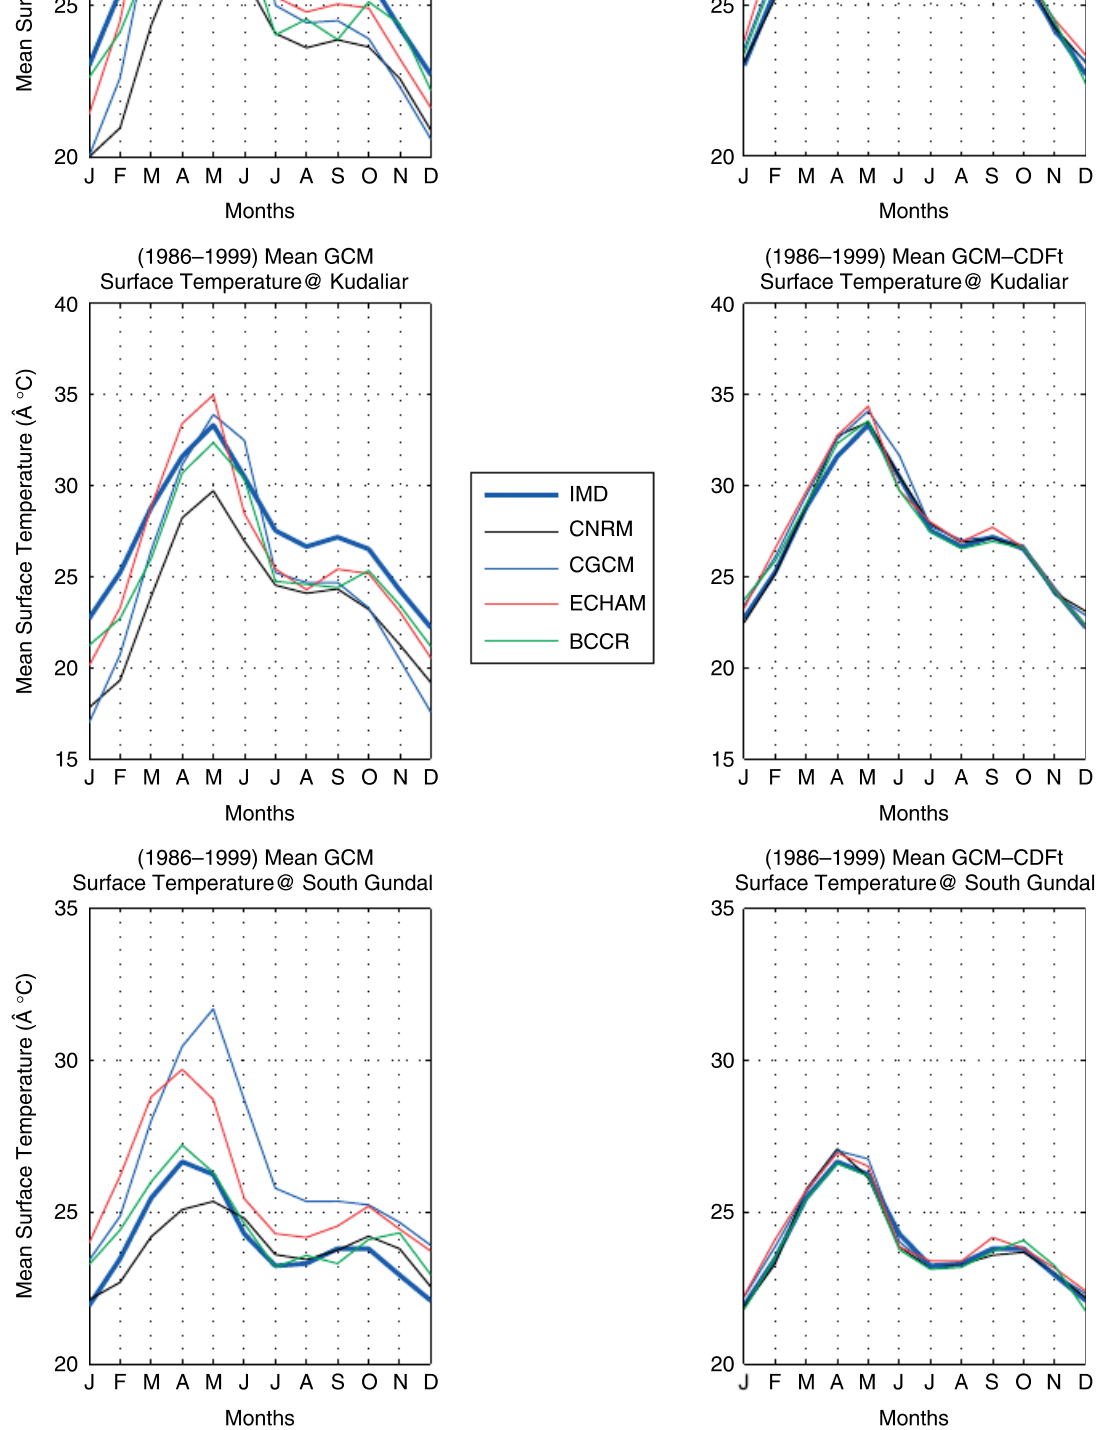 Mean Sur
25
20
J F M A M J J A S O N D
Months
25
20
J F M A M J J A S O N D
Months
(1986–1999) Mean GCM
Surface Temperature@ Kudaliar
Mean Surface Temperature (Â °C)
40
35
30
25
20
15
J F M A M J J A S O N D
Months
IMD
CNRM
CGCM
ECHAM
BCCR
(1986–1999) Mean GCM–CDFt
Surface Temperature@ Kudaliar
40
35
30
25
20
15
J F M A M J J A S O N D
Months
(1986–1999) Mean GCM
Surface Temperature@ South Gundal
Mean Surface Temperature (Â °C)
35
30
25
20
J F M A M J J A S O N D
Months
(1986–1999) Mean GCM–CDFt
Surface Temperature@ South Gundal
35
30
25
20
J F M A M J J A S O N D
Months